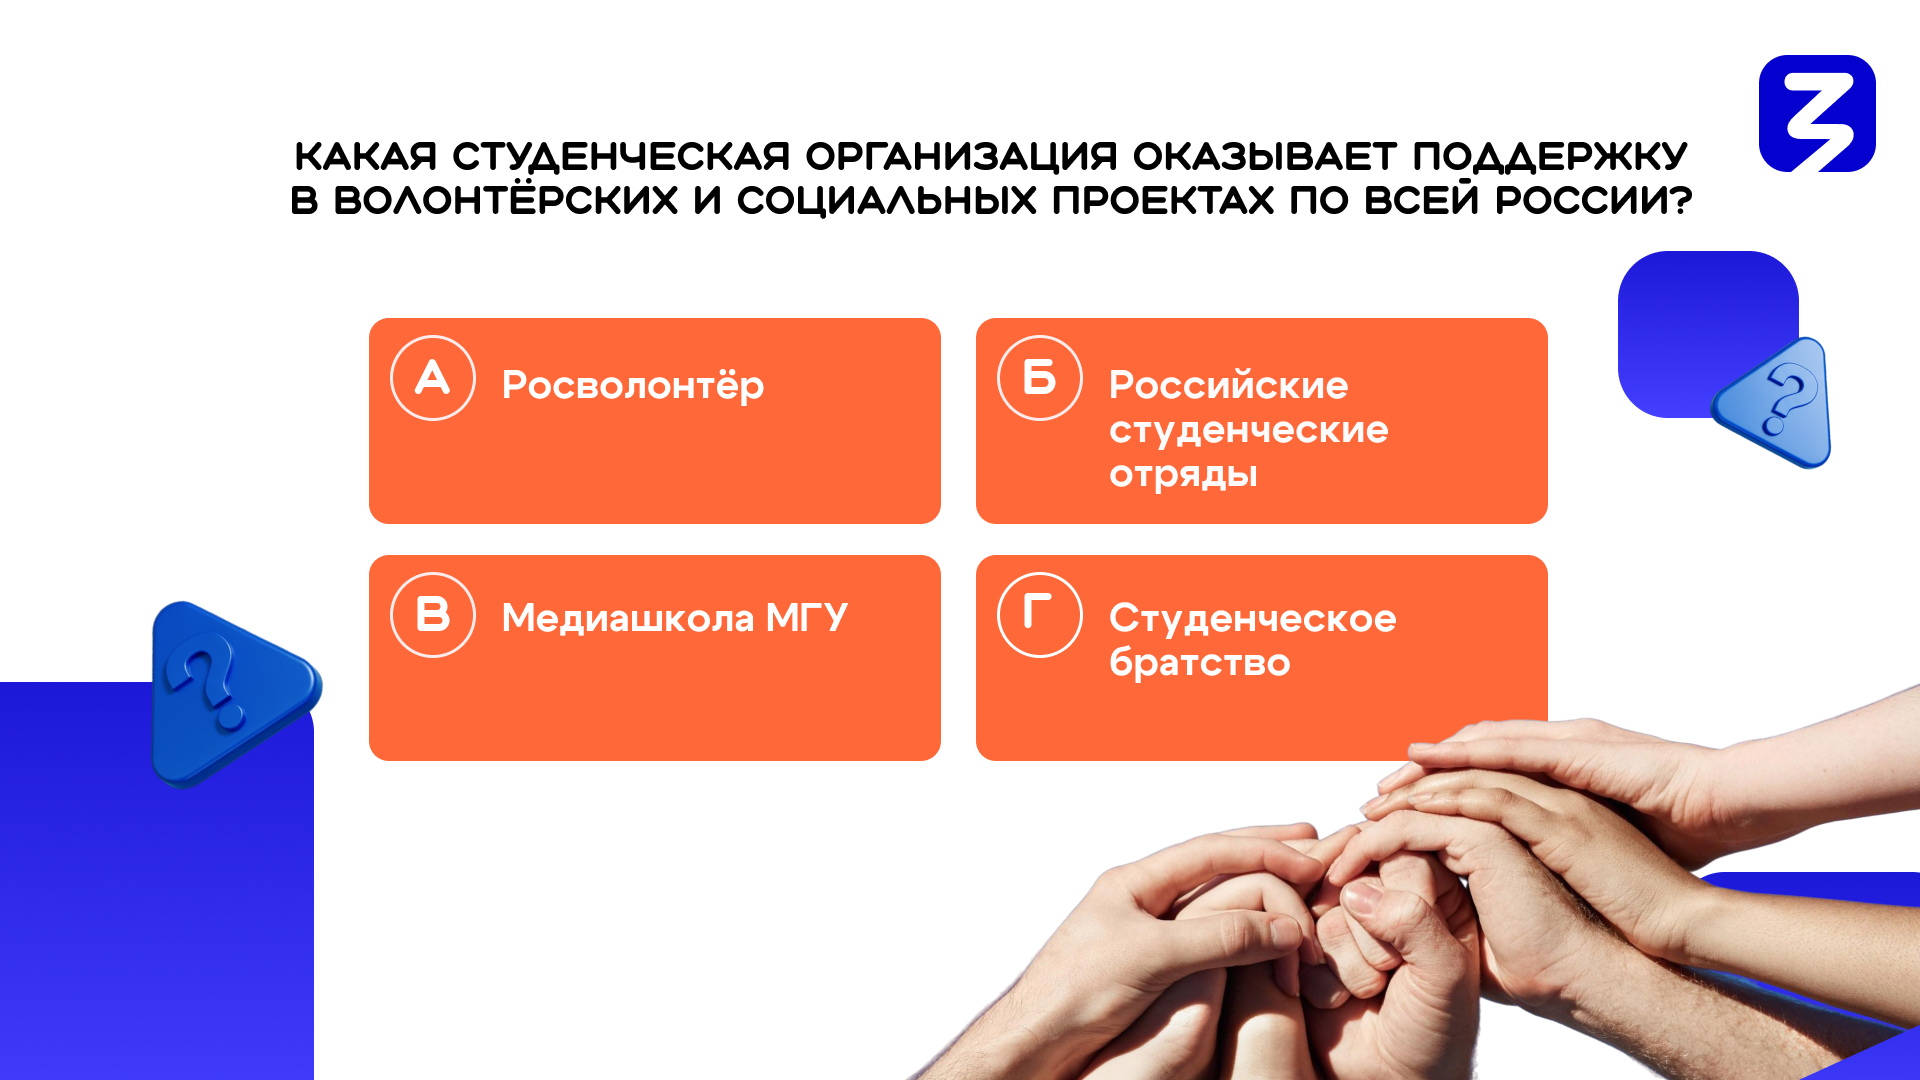 КАКАЯ СТУДЕНЧЕСКАЯ ОРГАНИЗАЦИЯ ОКАЗЫВАЕТ ПОДДЕРЖКУ
В ВОЛОНТЁРСКИХ И СОЦИАЛЬНЫХ ПРОЕКТАХ ПО ВСЕЙ РОССИИ?
А
Росволонтёр
Б
Российские
студенческие
отряды
В
Медиашкола МГУ
Г
Студенческое
братство
?
?